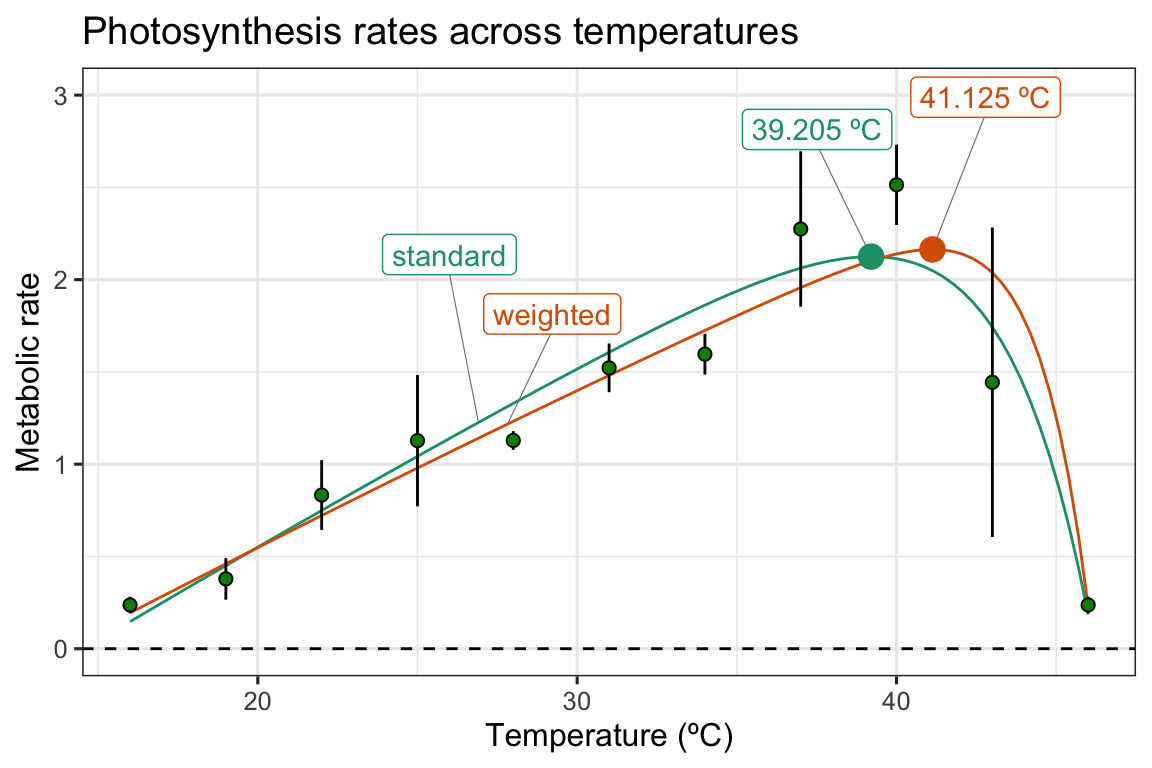 Photosynthesis rates across temperatures
3
41.125 ºC
39.205 ºC
standard
2
weighted
Metabolic rate
1
0
20
30
40
Temperature (ºC)